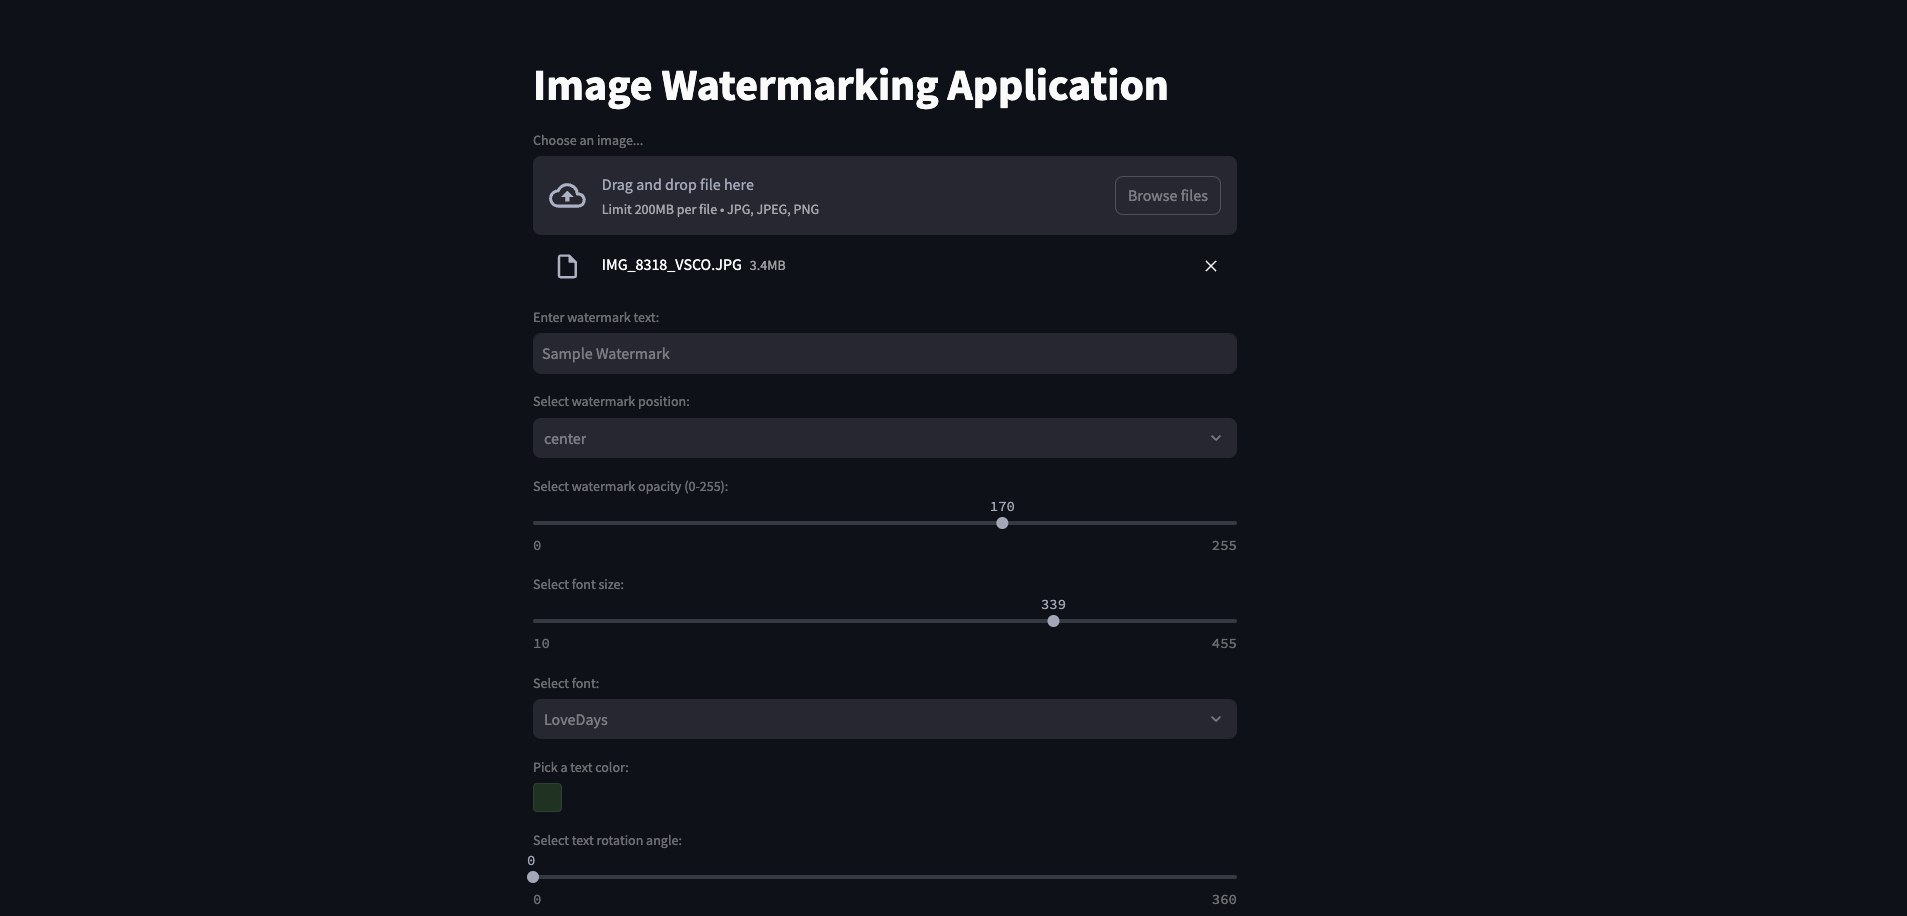 Image Watermarking Application
Choose an image...
Drag and drop file here
Limit 200MB per file • JPG, JPEG, PNG
Browse files
IMG_8318_VSCO.JPG 3.4MB
Enter watermark text:
Sample Watermark
Select watermark position:
center
Select watermark opacity (0-255):
170
0 255
Select font size:
339
10 455
Select font:
LoveDays
Pick a text color:
Select text rotation angle:
0
0 360